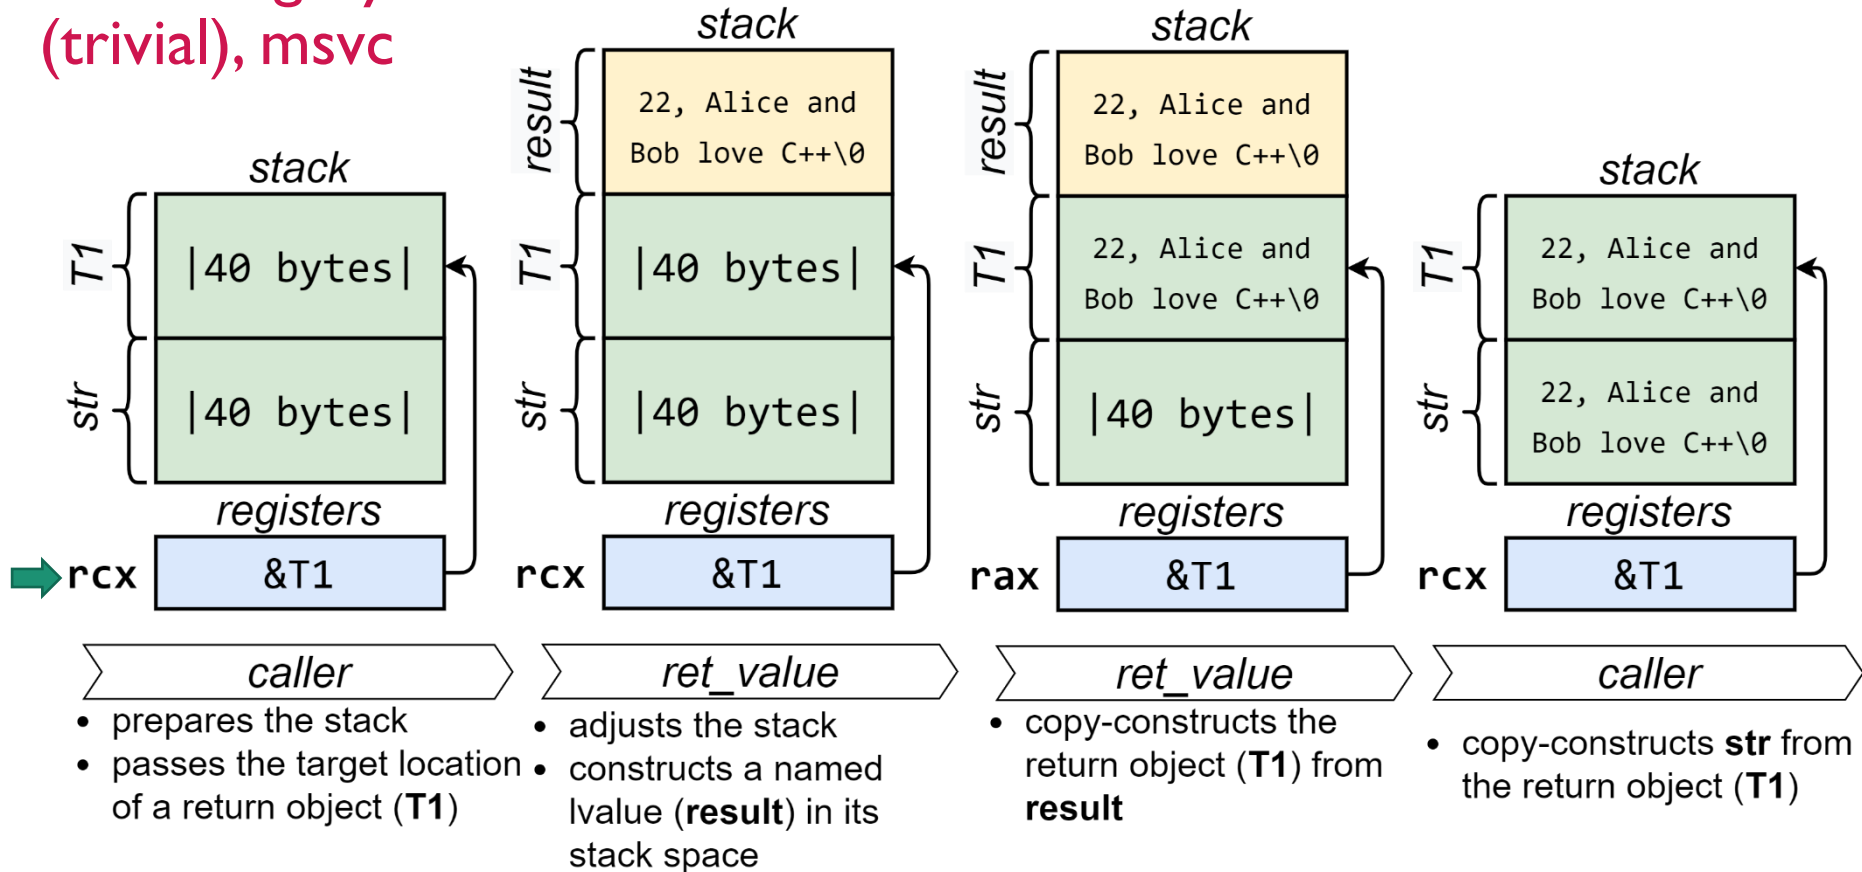 (trivial), msvc
stack
T1
|40 bytes|
str
|40 bytes|
registers
rcx
&T1
caller
• prepares the stack
• passes the target location
of a return object (T1)
stack
result
22, Alice and
Bob love C++\0
T1
|40 bytes|
str
|40 bytes|
registers
rcx
&T1
ret_value
• adjusts the stack
• constructs a named
lvalue (result) in its
stack space
stack
result
22, Alice and
Bob love C++\0
T1
22, Alice and
Bob love C++\0
str
|40 bytes|
registers
rax
&T1
ret_value
• copy-constructs the
return object (T1) from
result
stack
T1
22, Alice and
Bob love C++\0
str
22, Alice and
Bob love C++\0
registers
rcx
&T1
caller
• copy-constructs str from
the return object (T1)